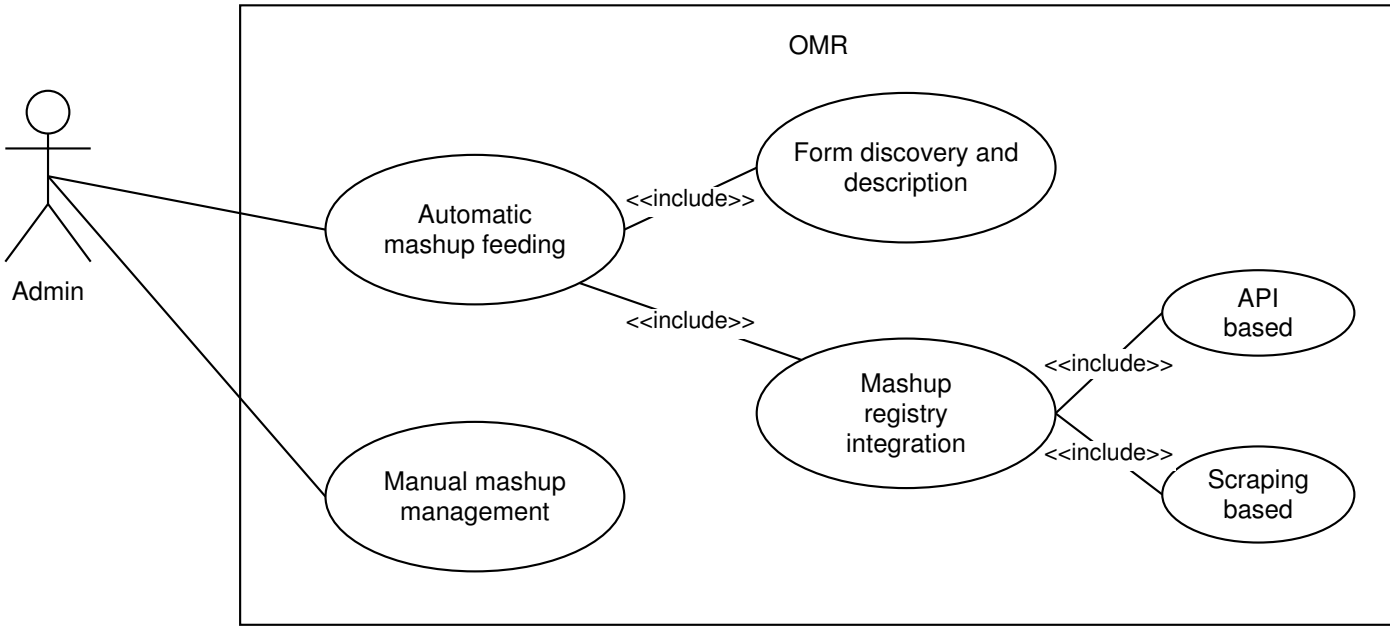 OMR
Form discovery and
description
<<include>>
Automatic
mashup feeding
Admin
<<include>>
API
based
<<include>>
Mashup
registry
integration
<<include>>
Scraping
based
Manual mashup
management